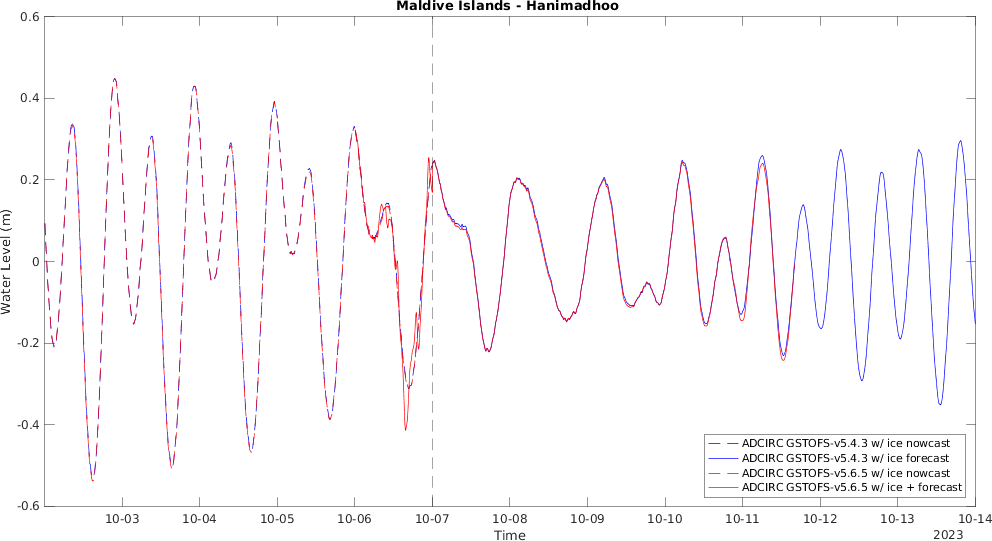 Maldive Islands - Hanimadhoo
Water Level (m)
0.6
0.4
0.2
0
-0.2
-0.4
-0.6
10-03 10-04 10-05 10-06 10-07 10-08 10-09 10-10 10-11 10-12 10-13 10-14
Time
2023
ADCIRC GSTOFS-v5.4.3 w/ ice nowcast
ADCIRC GSTOFS-v5.4.3 w/ ice forecast
ADCIRC GSTOFS-v5.6.5 w/ ice nowcast
ADCIRC GSTOFS-v5.6.5 w/ ice + forecast